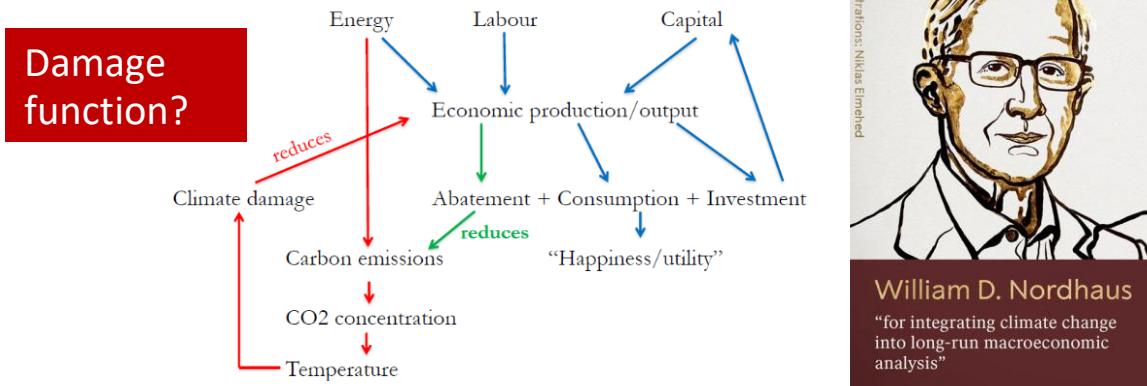 Damage
function?
Energy
Labour
Capital
Economic production/output
reduces
Climate damage
Abatement + Consumption + Investment
reduces
Carbon emissions
“Happiness/utility”
CO2 concentration
Temperature
trations: Niklas Elmehed
William D. Nordhaus
“for integrating climate change
into long-run macroeconomic
analysis”